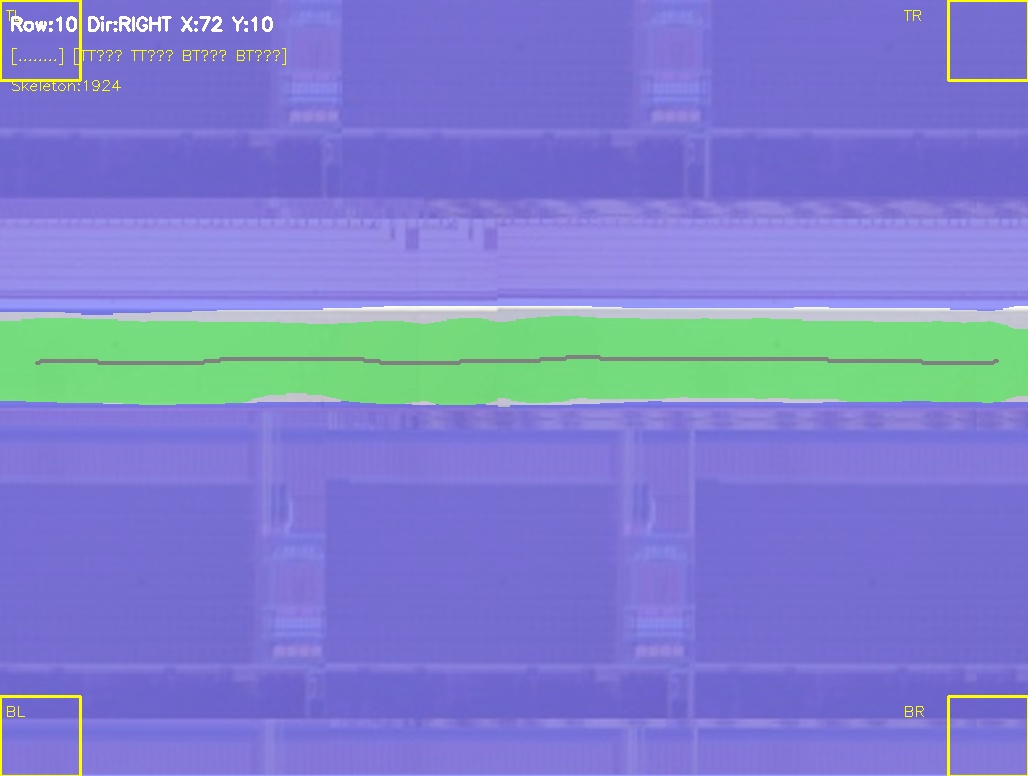 Row:10 Dir:RIGHT X:72 Y:10
TL
TR
[........] [TT??? TT??? BT??? BT???]
Skeleton:1924
BL
BR